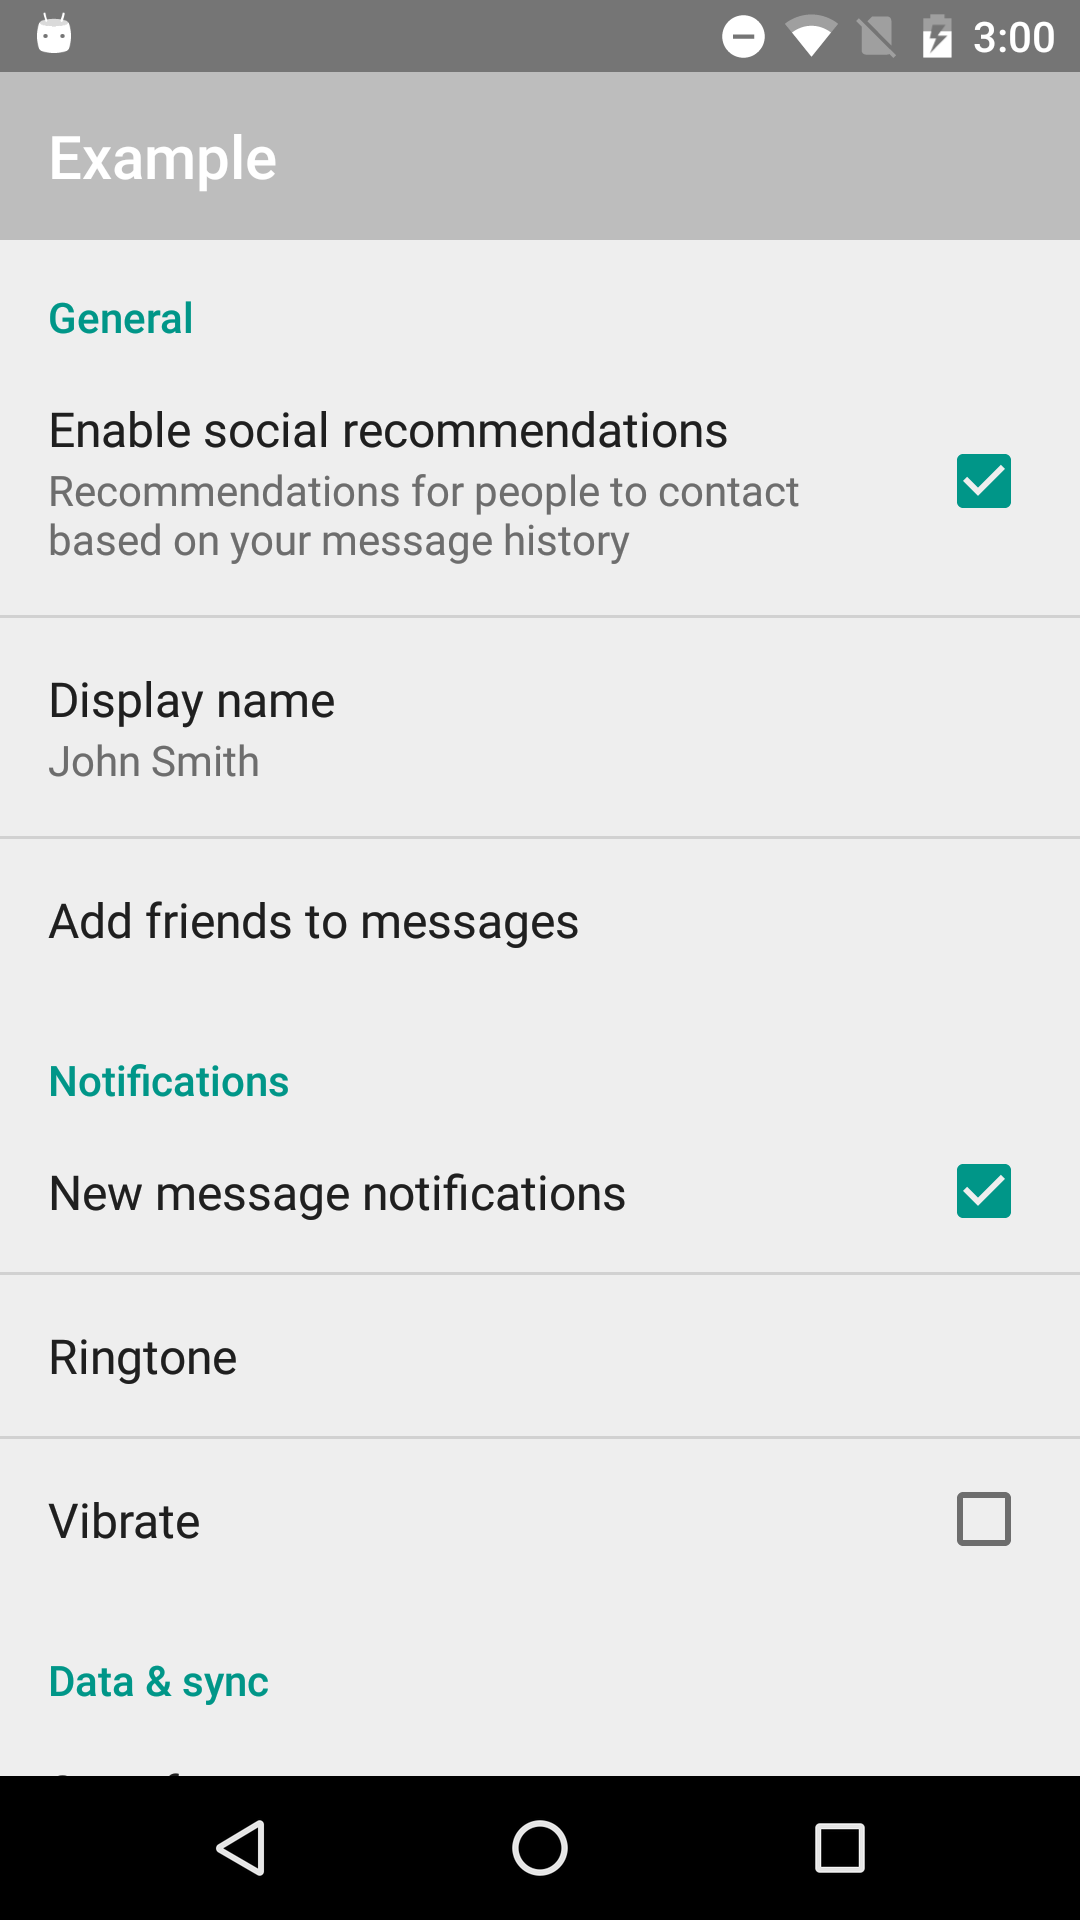 3:00
Example
General
Enable social recommendations
Recommendations for people to contact
based on your message history
Display name
John Smith
Add friends to messages
Notifications
New message notifications
Ringtone
Vibrate
Data & sync